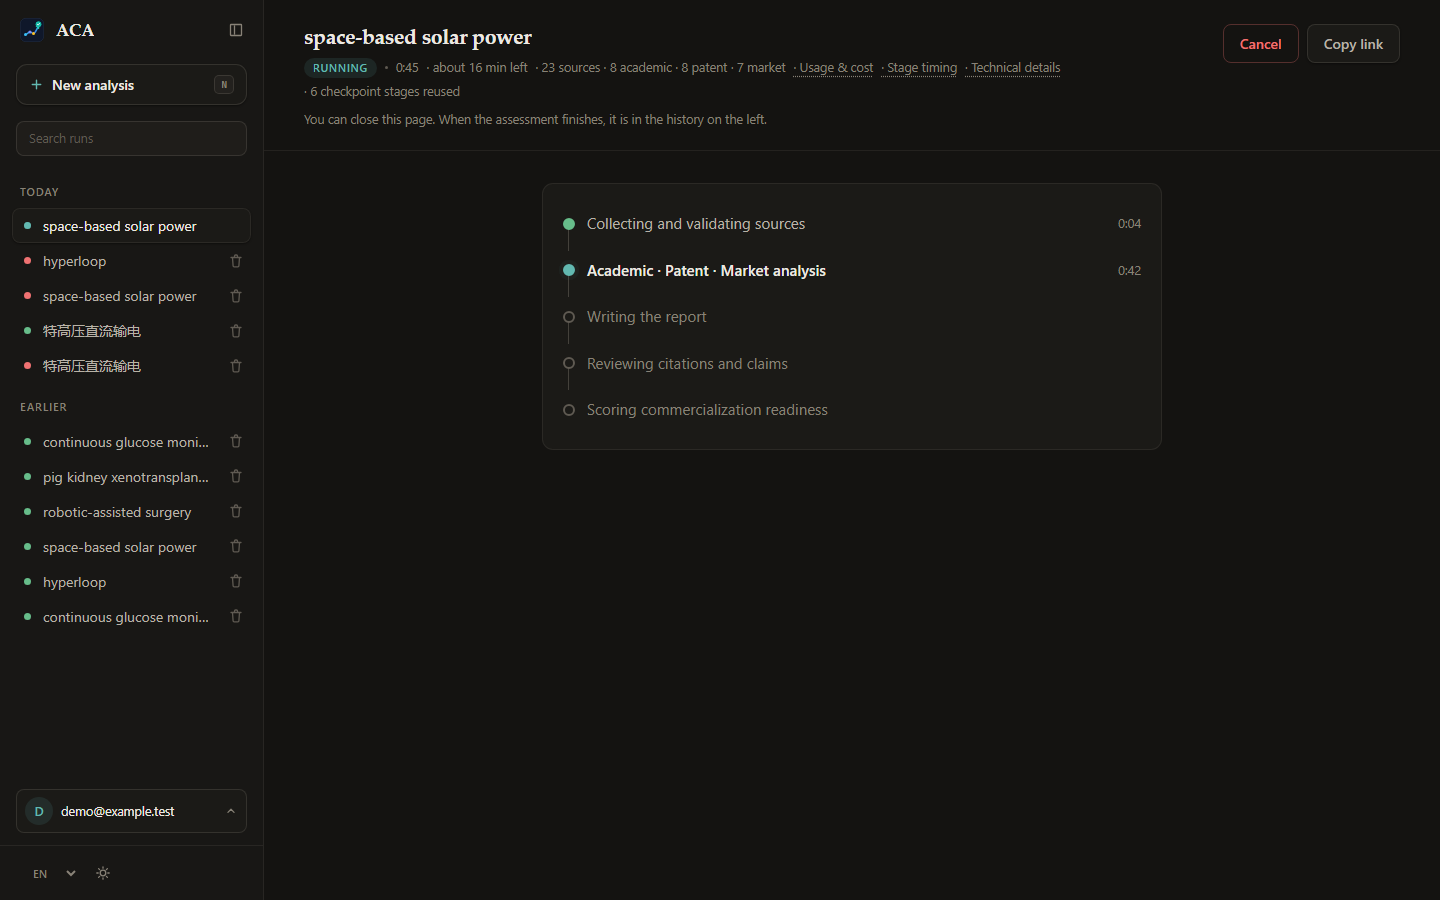 ACA
New analysis
N
Search runs
TODAY
space-based solar power
hyperloop
space-based solar power
特高压直流输电
特高压直流输电
EARLIER
continuous glucose moni...
pig kidney xenotransplan...
robotic-assisted surgery
space-based solar power
hyperloop
continuous glucose moni...
D
demo@example.test
EN
space-based solar power
RUNNING · 0:45 · about 16 min left · 23 sources · 8 academic · 8 patent · 7 market · Usage & cost · Stage timing · Technical details
· 6 checkpoint stages reused
You can close this page. When the assessment finishes, it is in the history on the left.
Cancel
Copy link
Collecting and validating sources 0:04
Academic · Patent · Market analysis 0:42
Writing the report
Reviewing citations and claims
Scoring commercialization readiness